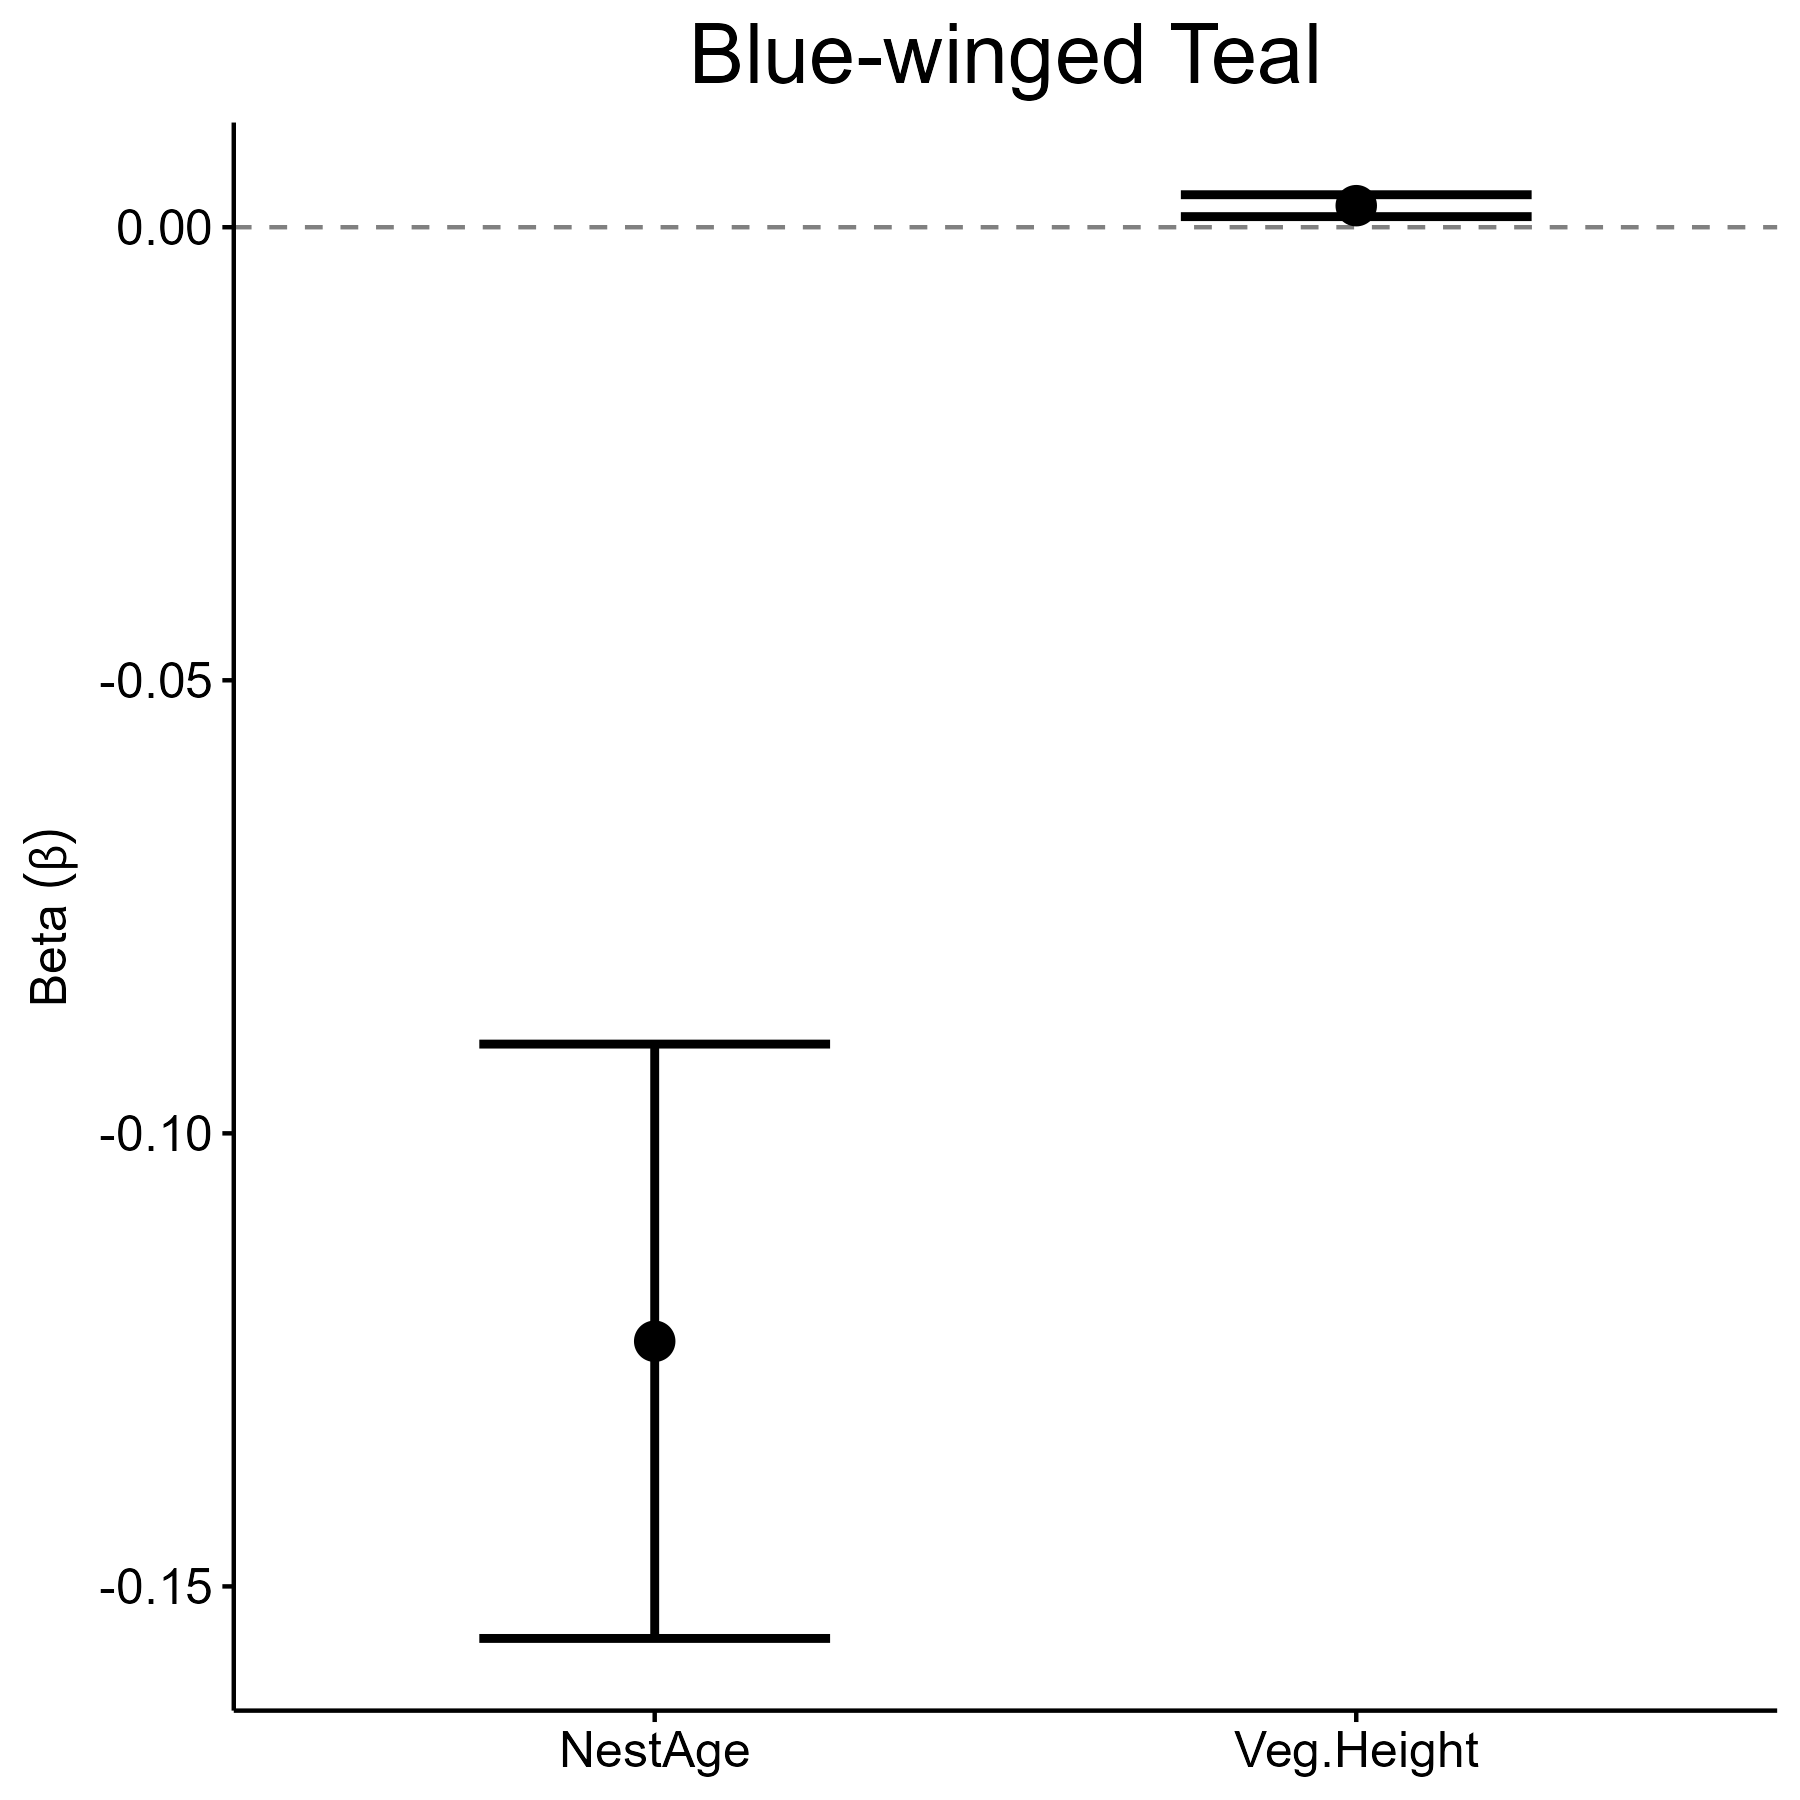 Blue-winged Teal
Beta (β)
0.00
-0.05
-0.10
-0.15
NestAge
Veg.Height